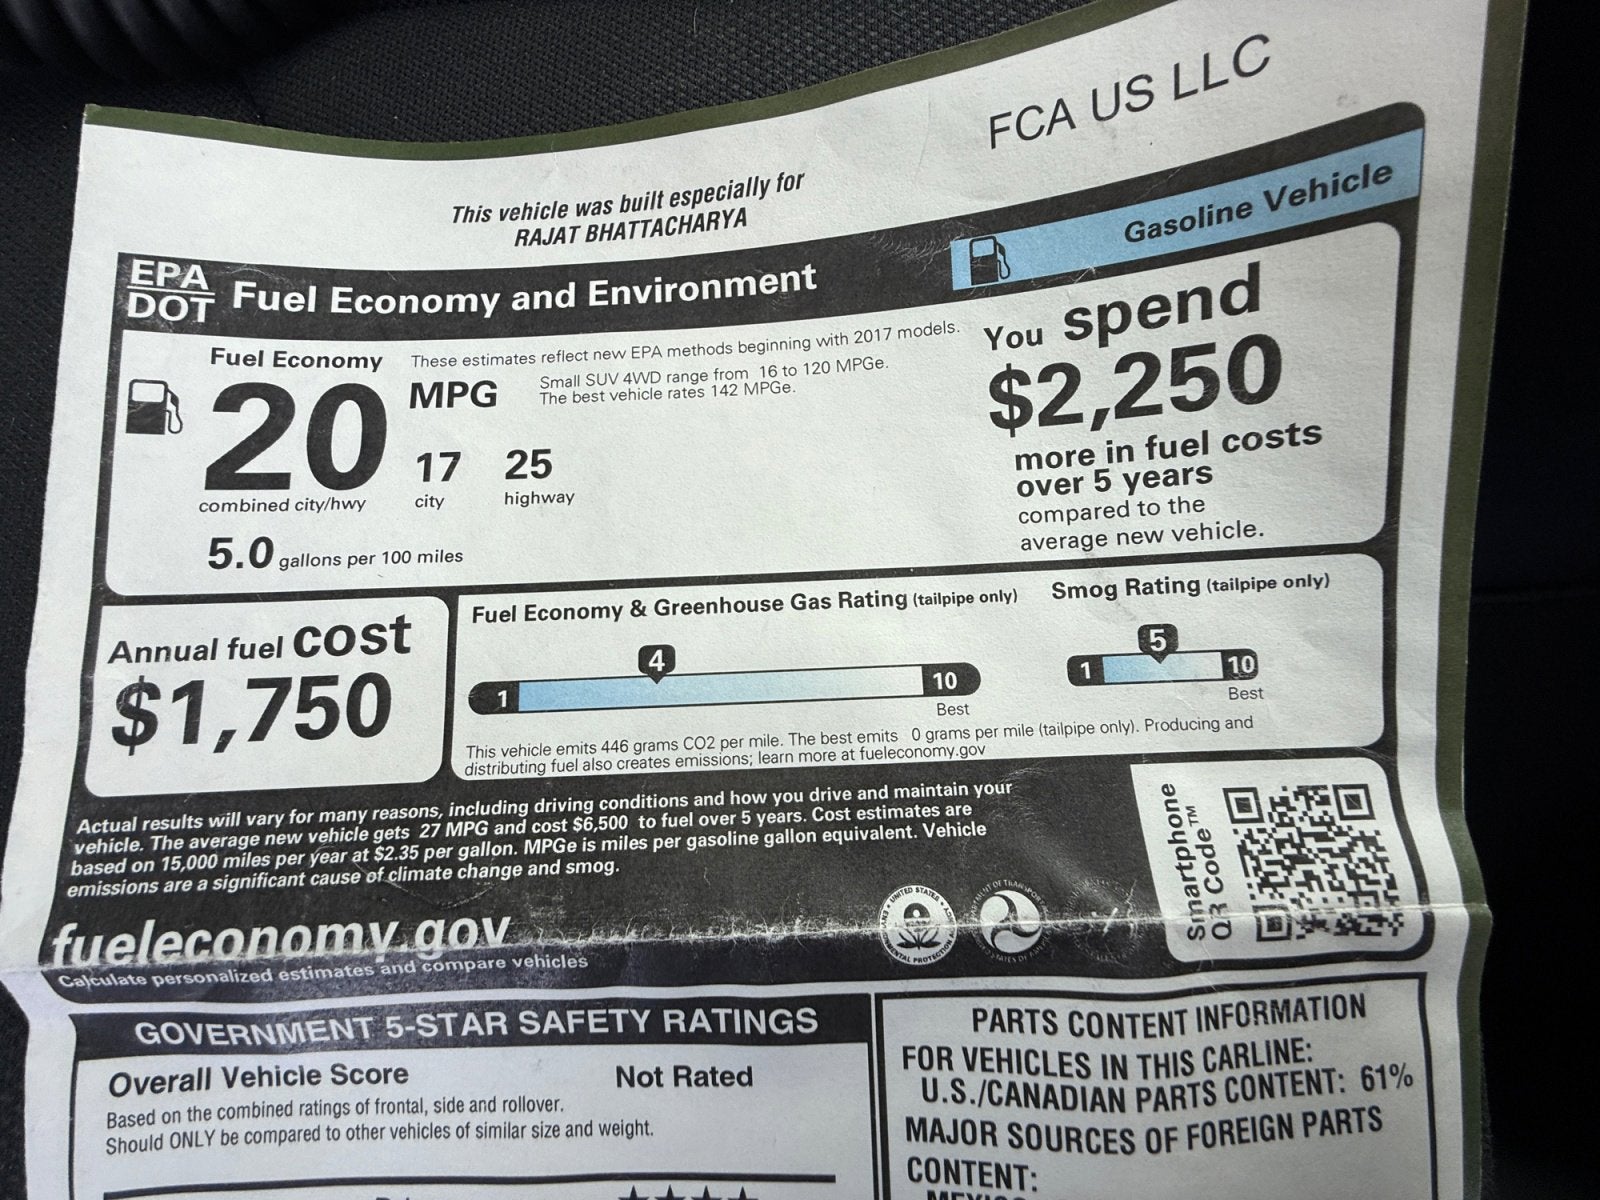 FCA US LLC
This vehicle was built especially for
RAJAT BHATTACHARYA
EPA
DOT
Fuel Economy and Environment
Gasoline Vehicle
Fuel Economy
20
combined city/hwy
MPG
17
city
25
highway
5.0 gallons per 100 miles
These estimates reflect new EPA methods beginning with 2017 models.
Small SUV 4WD range from 16 to 120 MPGe.
The best vehicle rates 142 MPGe.
You spend
$2,250
more in fuel costs
over 5 years
compared to the
average new vehicle.
Annual fuel cost
$1,750
Fuel Economy & Greenhouse Gas Rating (tailpipe only)
4
1
10
Best
Smog Rating (tailpipe only)
5
1
10
Best
This vehicle emits 446 grams CO2 per mile. The best emits 0 grams per mile (tailpipe only). Producing and
distributing fuel also creates emissions; learn more at fueleconomy.gov
Actual results will vary for many reasons, including driving conditions and how you drive and maintain your
vehicle. The average new vehicle gets 27 MPG and cost $6,500 to fuel over 5 years. Cost estimates are
based on 15,000 miles per year at $2.35 per gallon. MPGe is miles per gasoline gallon equivalent. Vehicle
emissions are a significant cause of climate change and smog.
fueleconomy.gov
Calculate personalized estimates and compare vehicles
Smartphone
QR Code™
GOVERNMENT 5-STAR SAFETY RATINGS
Overall Vehicle Score
Not Rated
Based on the combined ratings of frontal, side and rollover.
Should ONLY be compared to other vehicles of similar size and weight.
PARTS CONTENT INFORMATION
FOR VEHICLES IN THIS CARLINE:
U.S./CANADIAN PARTS CONTENT: 61%
MAJOR SOURCES OF FOREIGN PARTS
CONTENT: